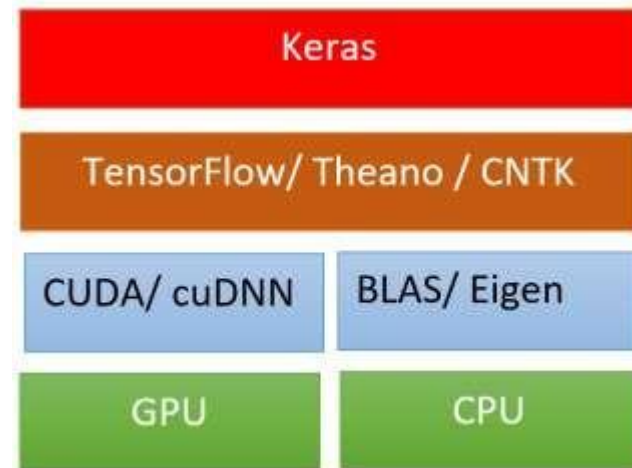 Keras
TensorFlow/ Theano / CNTK
CUDA/ cuDNN
BLAS/ Eigen
GPU
CPU